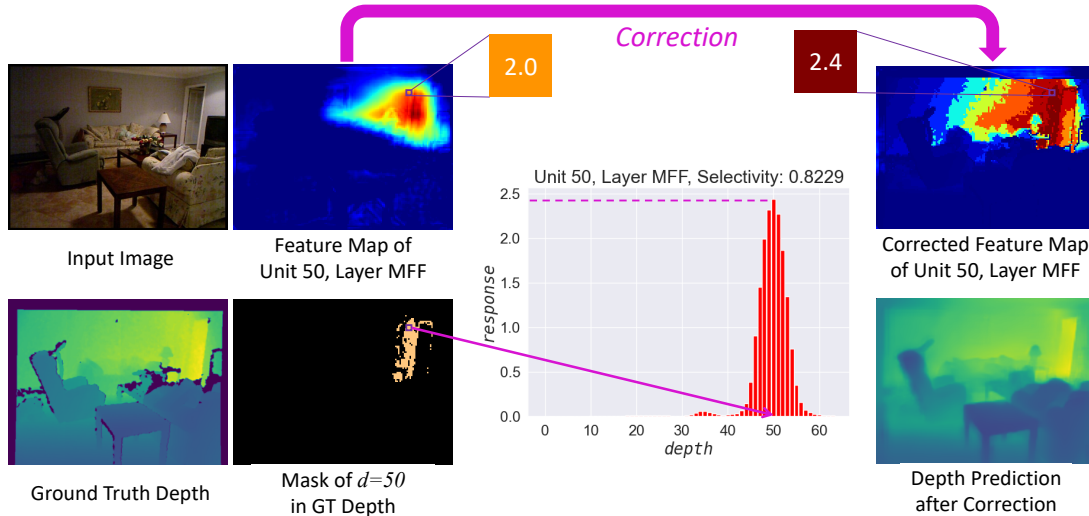 Correction
2.0
2.4
Input Image
Feature Map of
Unit 50, Layer MFF
Unit 50, Layer MFF, Selectivity: 0.8229
2.5
2.0
1.5
1.0
0.5
0.0
response
0
10
20
30
40
50
60
depth
Corrected Feature Map
of Unit 50, Layer MFF
Ground Truth Depth
Mask of d=50
in GT Depth
Depth Prediction
after Correction